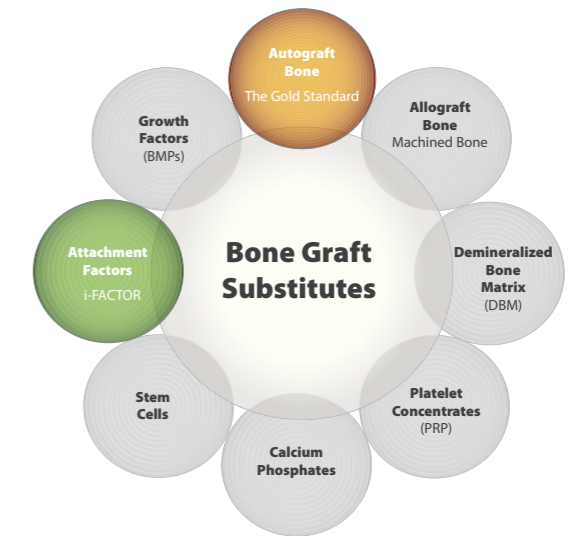 Autograft
Bone
The Gold Standard
Allograft
Bone
Machined Bone
Demineralized
Bone
Matrix
(DBM)
Platelet
Concentrates
(PRP)
Calcium
Phosphates
Stem
Cells
Attachment
Factors
i-FACTOR
Growth
Factors
(BMPs)
Bone Graft
Substitutes